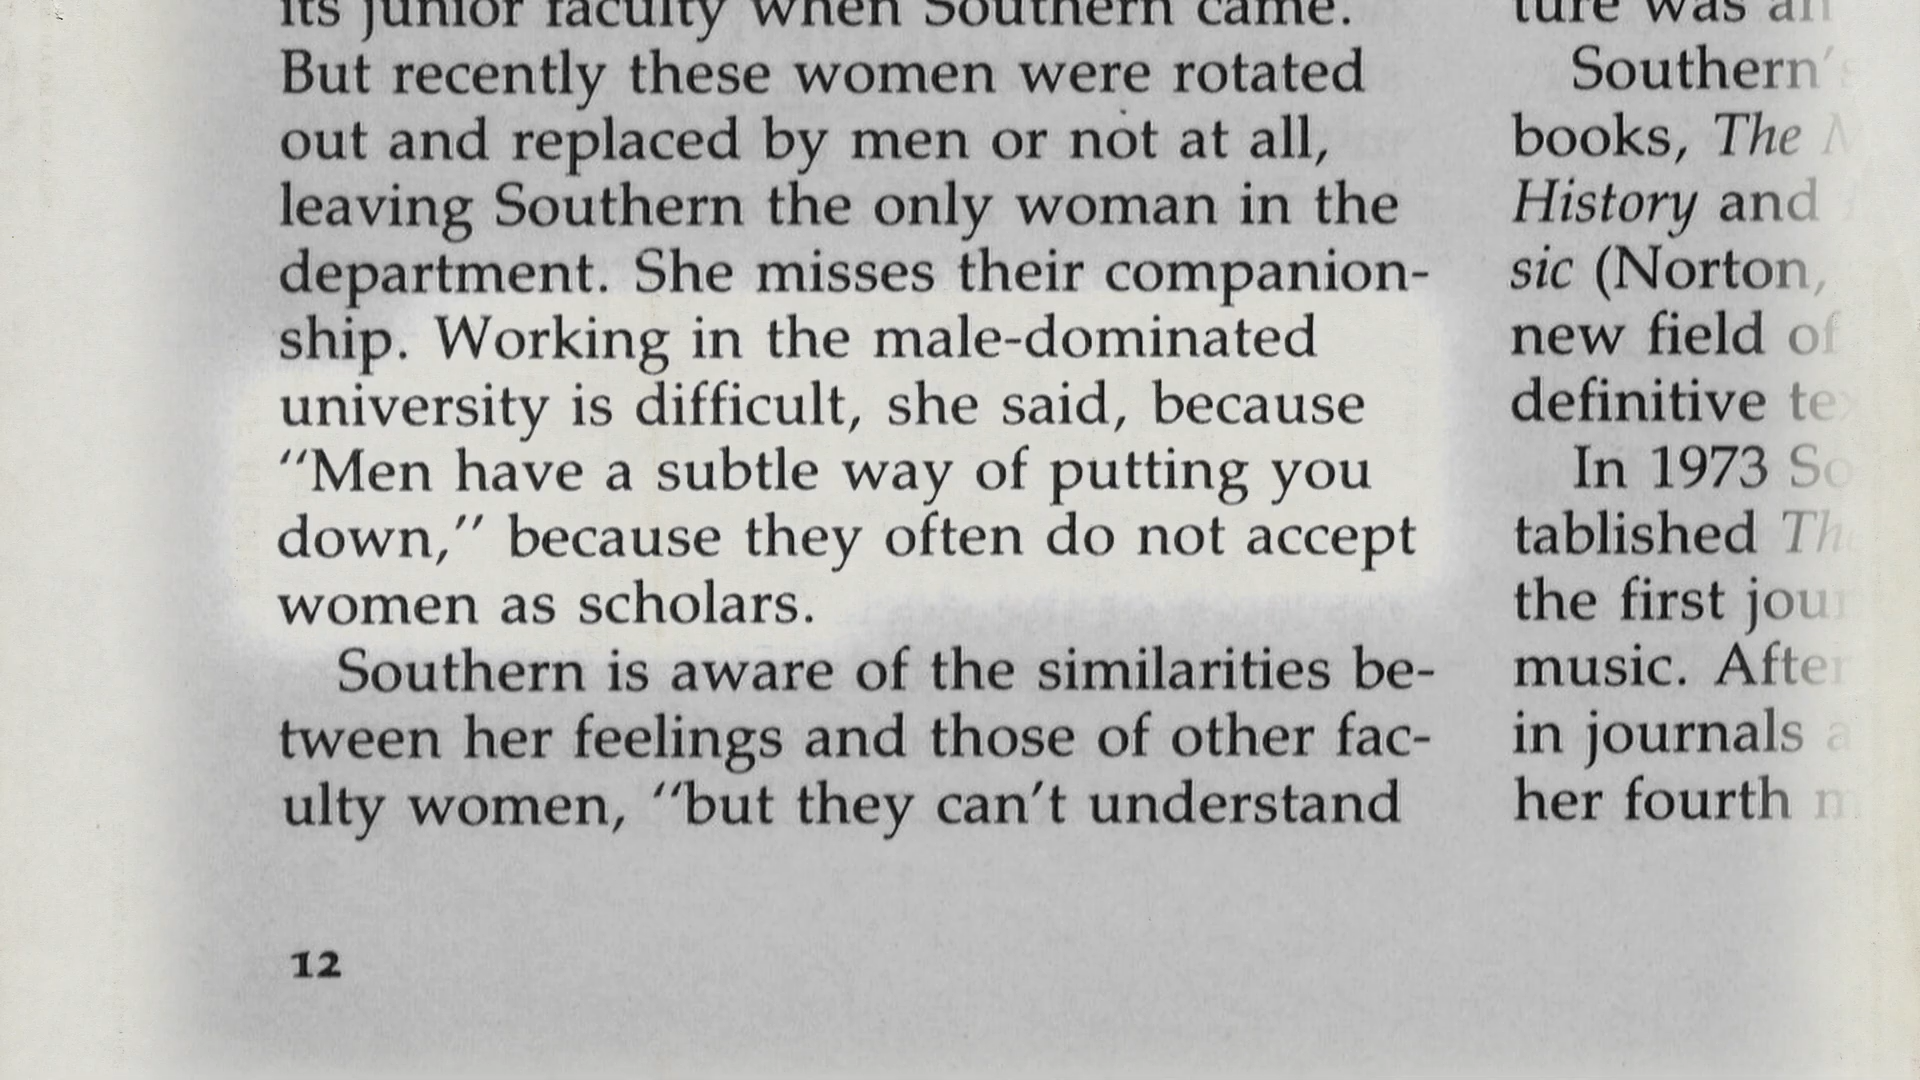 its junior faculty when Southern came.
But recently these women were rotated
out and replaced by men or not at all,
leaving Southern the only woman in the
department. She misses their companion-
ship. Working in the male-dominated
university is difficult, she said, because
“Men have a subtle way of putting you
down,” because they often do not accept
women as scholars.
Southern is aware of the similarities be-
tween her feelings and those of other fac-
ulty women, “but they can’t understand
12
ture was
Southern’s
books, The
History and
sic (Norton,
new field of
definitive
In 1973
tablished
the first
music. After
in journals
her fourth